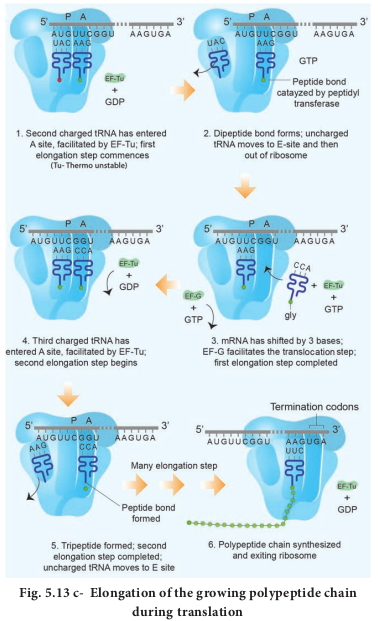 P A
5' 3'
AUGUUCGGU AAGUGA
UAC AAG
EF-Tu
+
GDP
1. Second charged tRNA has entered
A site, facilitated by EF-Tu; first
elongation step commences
(Tu- Thermo unstable)
P A
5' 3'
AUGUUCGGU AAGUGA
UAC AAG
GTP
Peptide bond
catayzed by peptidyl
transferase
2. Dipeptide bond forms; uncharged
tRNA moves to E-site and then
out of ribosome
P A
5' 3'
AUGUUCGGU AAGUGA
AAG CCA
EF-Tu
+
GDP
4. Third charged tRNA has
entered A site, facilitated by EF-Tu;
second elongation step begins
P A
5' 3'
AUGUUCGGU AAGUGA
AAG
CCA
+ EF-Tu
+
GTP
gly
EF-G
+
GTP
3. mRNA has shifted by 3 bases;
EF-G facilitates the translocation step;
first elongation step completed
P A
5' 3'
AUGUUCGGU AAGUGA
AAG CCA
Peptide bond
formed
5. Tripeptide formed; second
elongation step completed;
uncharged tRNA moves to E site
Many elongation step
Termination codons
5' 3'
AUGUUCGGU AAGUGA
UUC
EF-Tu
+
GDP
6. Polypeptide chain synthesized
and exiting ribosome
Fig. 5.13 c- Elongation of the growing polypeptide chain
during translation